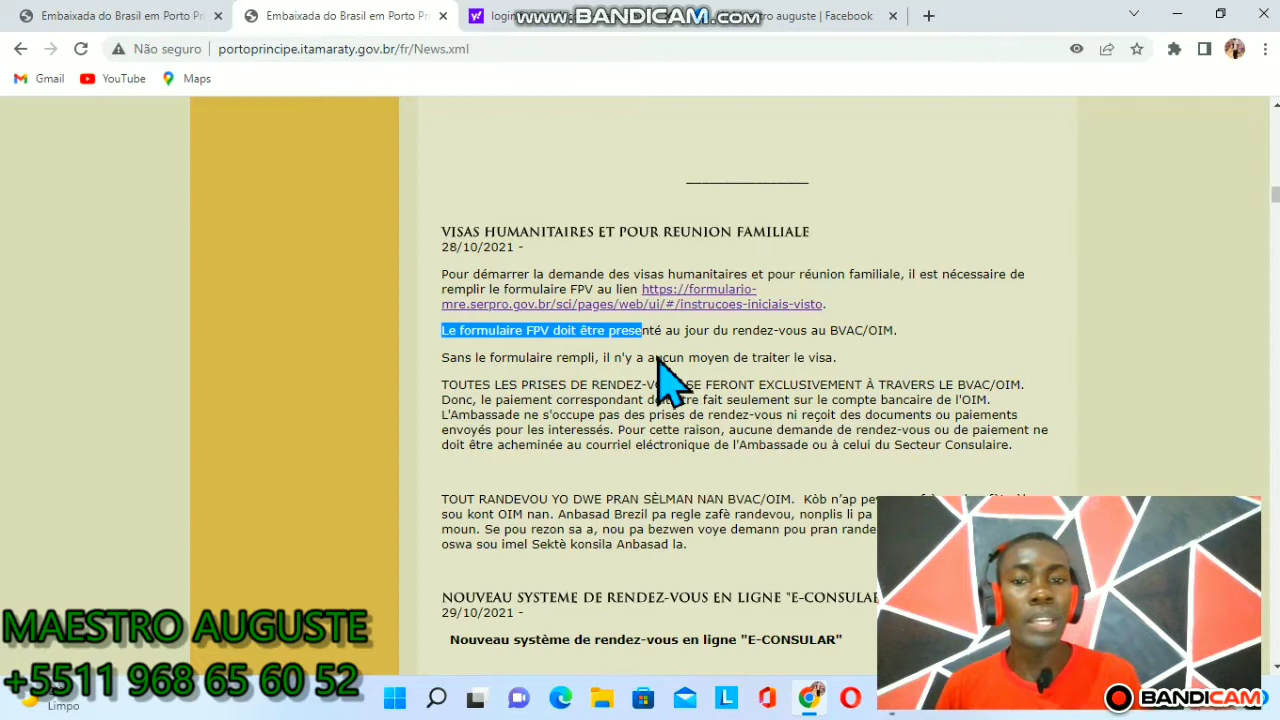 Embaixada do Brasil em Porto Pr
Embaixada do Brasil em Porto Pri
login
www.BANDICAM.com
auguste | Facebook
Não seguro
portoprincipe.itamaraty.gov.br/fr/News.xml
Gmail
YouTube
Maps
VISAS HUMANITAIRES ET POUR REUNION FAMILIALE
28/10/2021 -
Pour démarrer la demande des visas humanitaires et pour réunion familiale, il est nécessaire de
remplir le formulaire FPV au lien https://formulario-
mre.serpro.gov.br/sci/pages/web/ui/#/instrucoes-iniciais-visto.
Le formulaire FPV doit être presenté au jour du rendez-vous au BVAC/OIM.
Sans le formulaire rempli, il n'y a aucun moyen de traiter le visa.
TOUTES LES PRISES DE SE FERONT EXCLUSIVEMENT À TRAVERS LE BVAC/OIM.
Donc, le paiement correspondant fait seulement sur le compte bancaire de l'OIM.
L'Ambassade ne s'occupe pas des prises de rendez-vous ni reçoit des documents ou paiements
envoyés pour les interessés. Pour cette raison, aucune demande de rendez-vous ou de paiement ne
doit être acheminée au courriel eléctronique de l'Ambassade ou à celui du Secteur Consulaire.
TOUT RANDEVOU YO DWE PRAN SÈLMAN NAN BVAC/OIM. Kòb n'ap
sou kont OIM nan. Anbasad Brezil pa regle zafè randevou, nonplis li pa
moun. Se pou rezon sa a, nou pa bezwen voye demann pou pran
oswa sou imel Sektè konsila Anbasad la.
NOUVEAU SYSTEME DE RENDEZ-VOUS EN LIGNE
29/10/2021 -
Nouveau système de rendez-vous en ligne "E-CONSULAR"
MAESTRO AUGUSTE
+5511 968 65 60 52
Limpo
BANDICAM